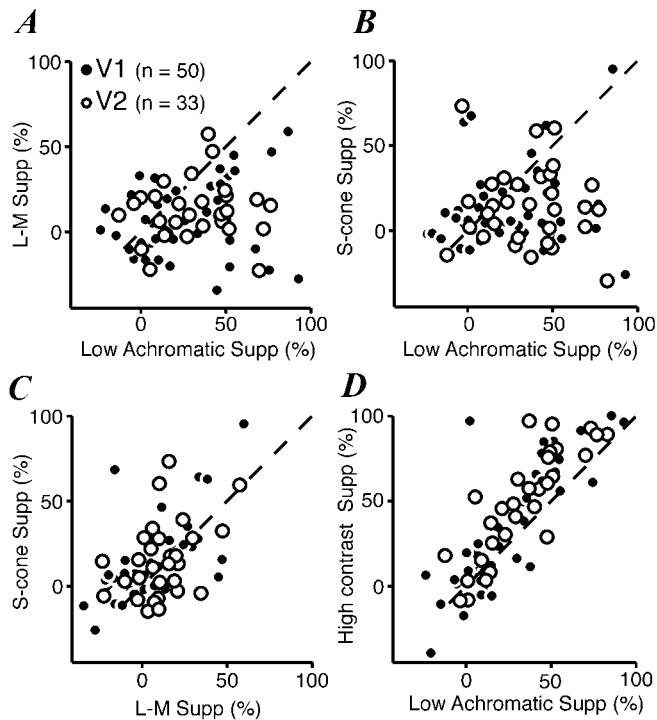 A
B
100
50
0
V1 (n = 50)
V2 (n = 33)
L-M Supp (%)
0
50
100
Low Achromatic Supp (%)
100
50
0
S-cone Supp (%)
0
50
100
Low Achromatic Supp (%)
C
D
100
50
0
S-cone Supp (%)
0
50
100
L-M Supp (%)
100
50
0
High contrast Supp (%)
0
50
100
Low Achromatic Supp (%)